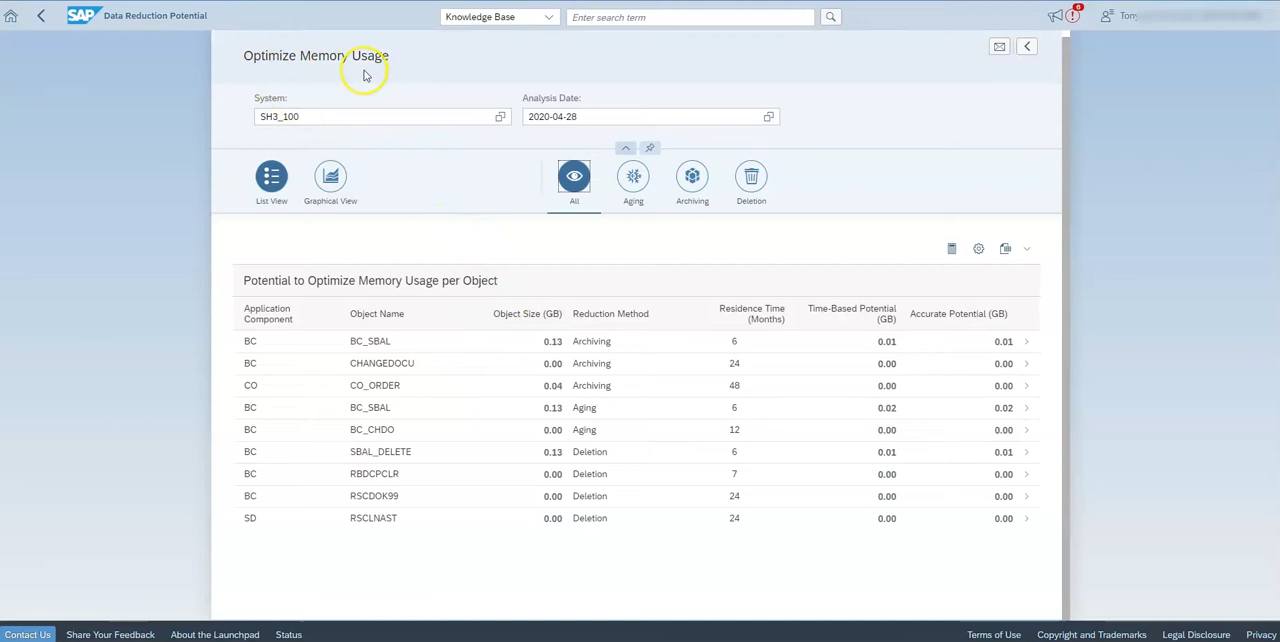 SAP Data Reduction Potential Knowledge Base Enter search term 6 Tony
Optimize Memory Usage
System: Analysis Date:
SH3_100 2020-04-28
List View Graphical View All Aging Archiving Deletion
Potential to Optimize Memory Usage per Object
Application Component Object Name Object Size (GB) Reduction Method Residence Time (Months) Time-Based Potential (GB) Accurate Potential (GB)
BC BC_SBAL 0.13 Archiving 6 0.01 0.01
BC CHANGEDOCU 0.00 Archiving 24 0.00 0.00
CO CO_ORDER 0.04 Archiving 48 0.00 0.00
BC BC_SBAL 0.13 Aging 6 0.02 0.02
BC BC_CHDO 0.00 Aging 12 0.00 0.00
BC SBAL_DELETE 0.13 Deletion 6 0.01 0.01
BC RBDCPCLR 0.00 Deletion 7 0.00 0.00
BC RSCDOK99 0.00 Deletion 24 0.00 0.00
SD RSCLNAST 0.00 Deletion 24 0.00 0.00
Contact Us Share Your Feedback About the Launchpad Status Terms of Use Copyright and Trademarks Legal Disclosure Privacy